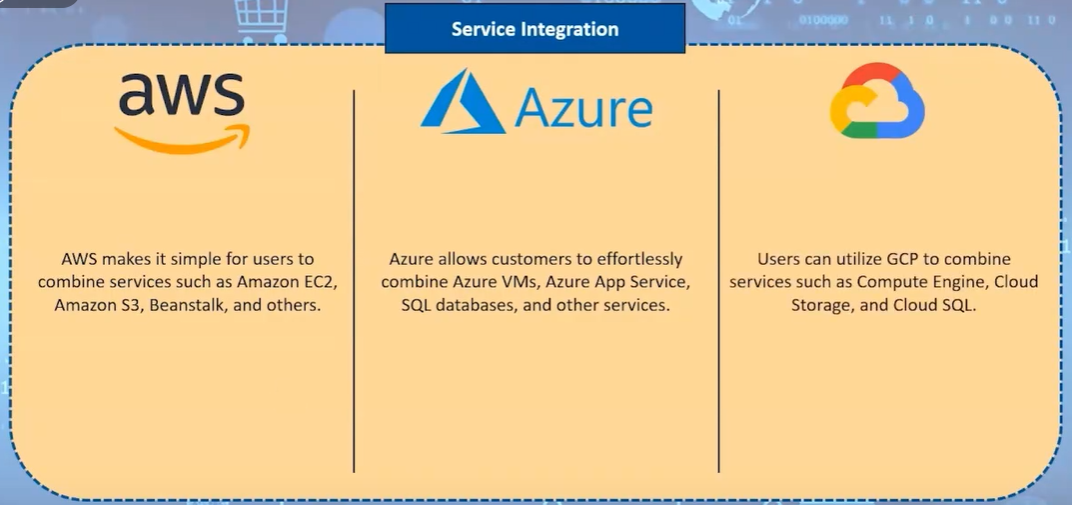 Service Integration
aws
AWS makes it simple for users to
combine services such as Amazon EC2,
Amazon S3, Beanstalk, and others.
Azure
Azure allows customers to effortlessly
combine Azure VMs, Azure App Service,
SQL databases, and other services.
Users can utilize GCP to combine
services such as Compute Engine, Cloud
Storage, and Cloud SQL.